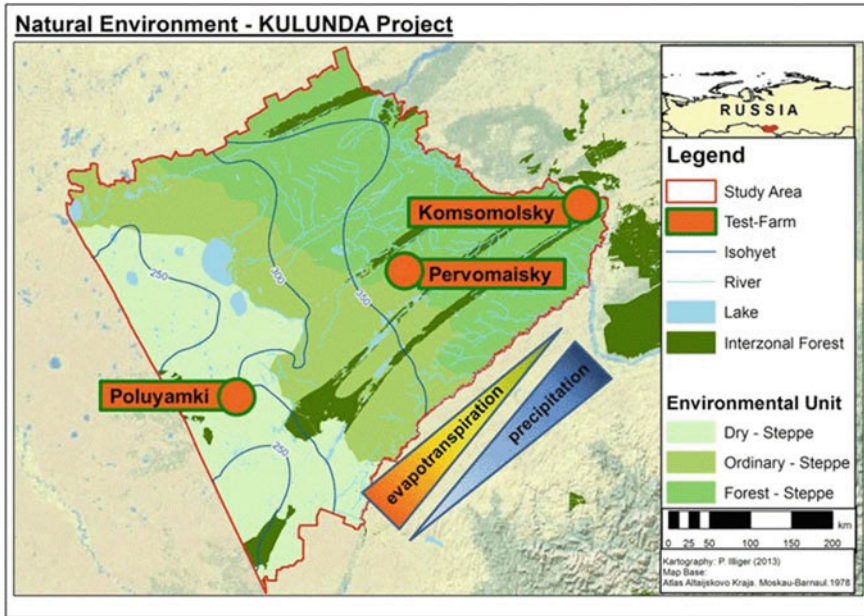 Natural Environment - KULUNDA Project
Komsomolsky
Pervomaisky
Poluyamki
250
300
350
250
evapotranspiration
precipitation
RUSSIA
Legend
Study Area
Test-Farm
Isohyet
River
Lake
Interzonal Forest
Environmental Unit
Dry - Steppe
Ordinary - Steppe
Forest - Steppe
km
0 25 50 100 150 200
Kartography: P. Illiger (2013)
Map Base:
Atlas Altaijskovo Kraja. Moskau-Barnaul.1978